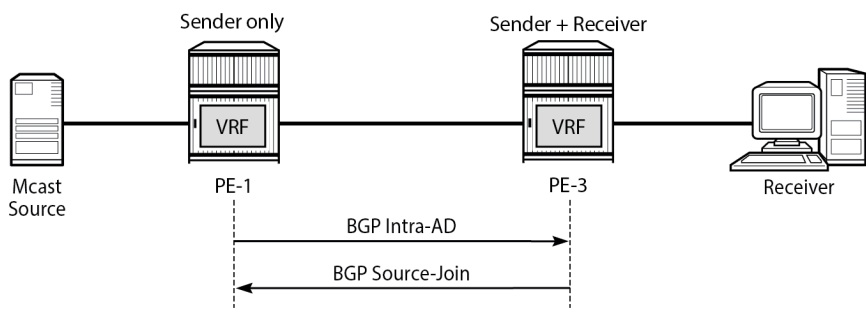 Sender only
Sender + Receiver
VRF
VRF
Mcast
Source
PE-1
PE-3
Receiver
BGP Intra-AD
BGP Source-Join